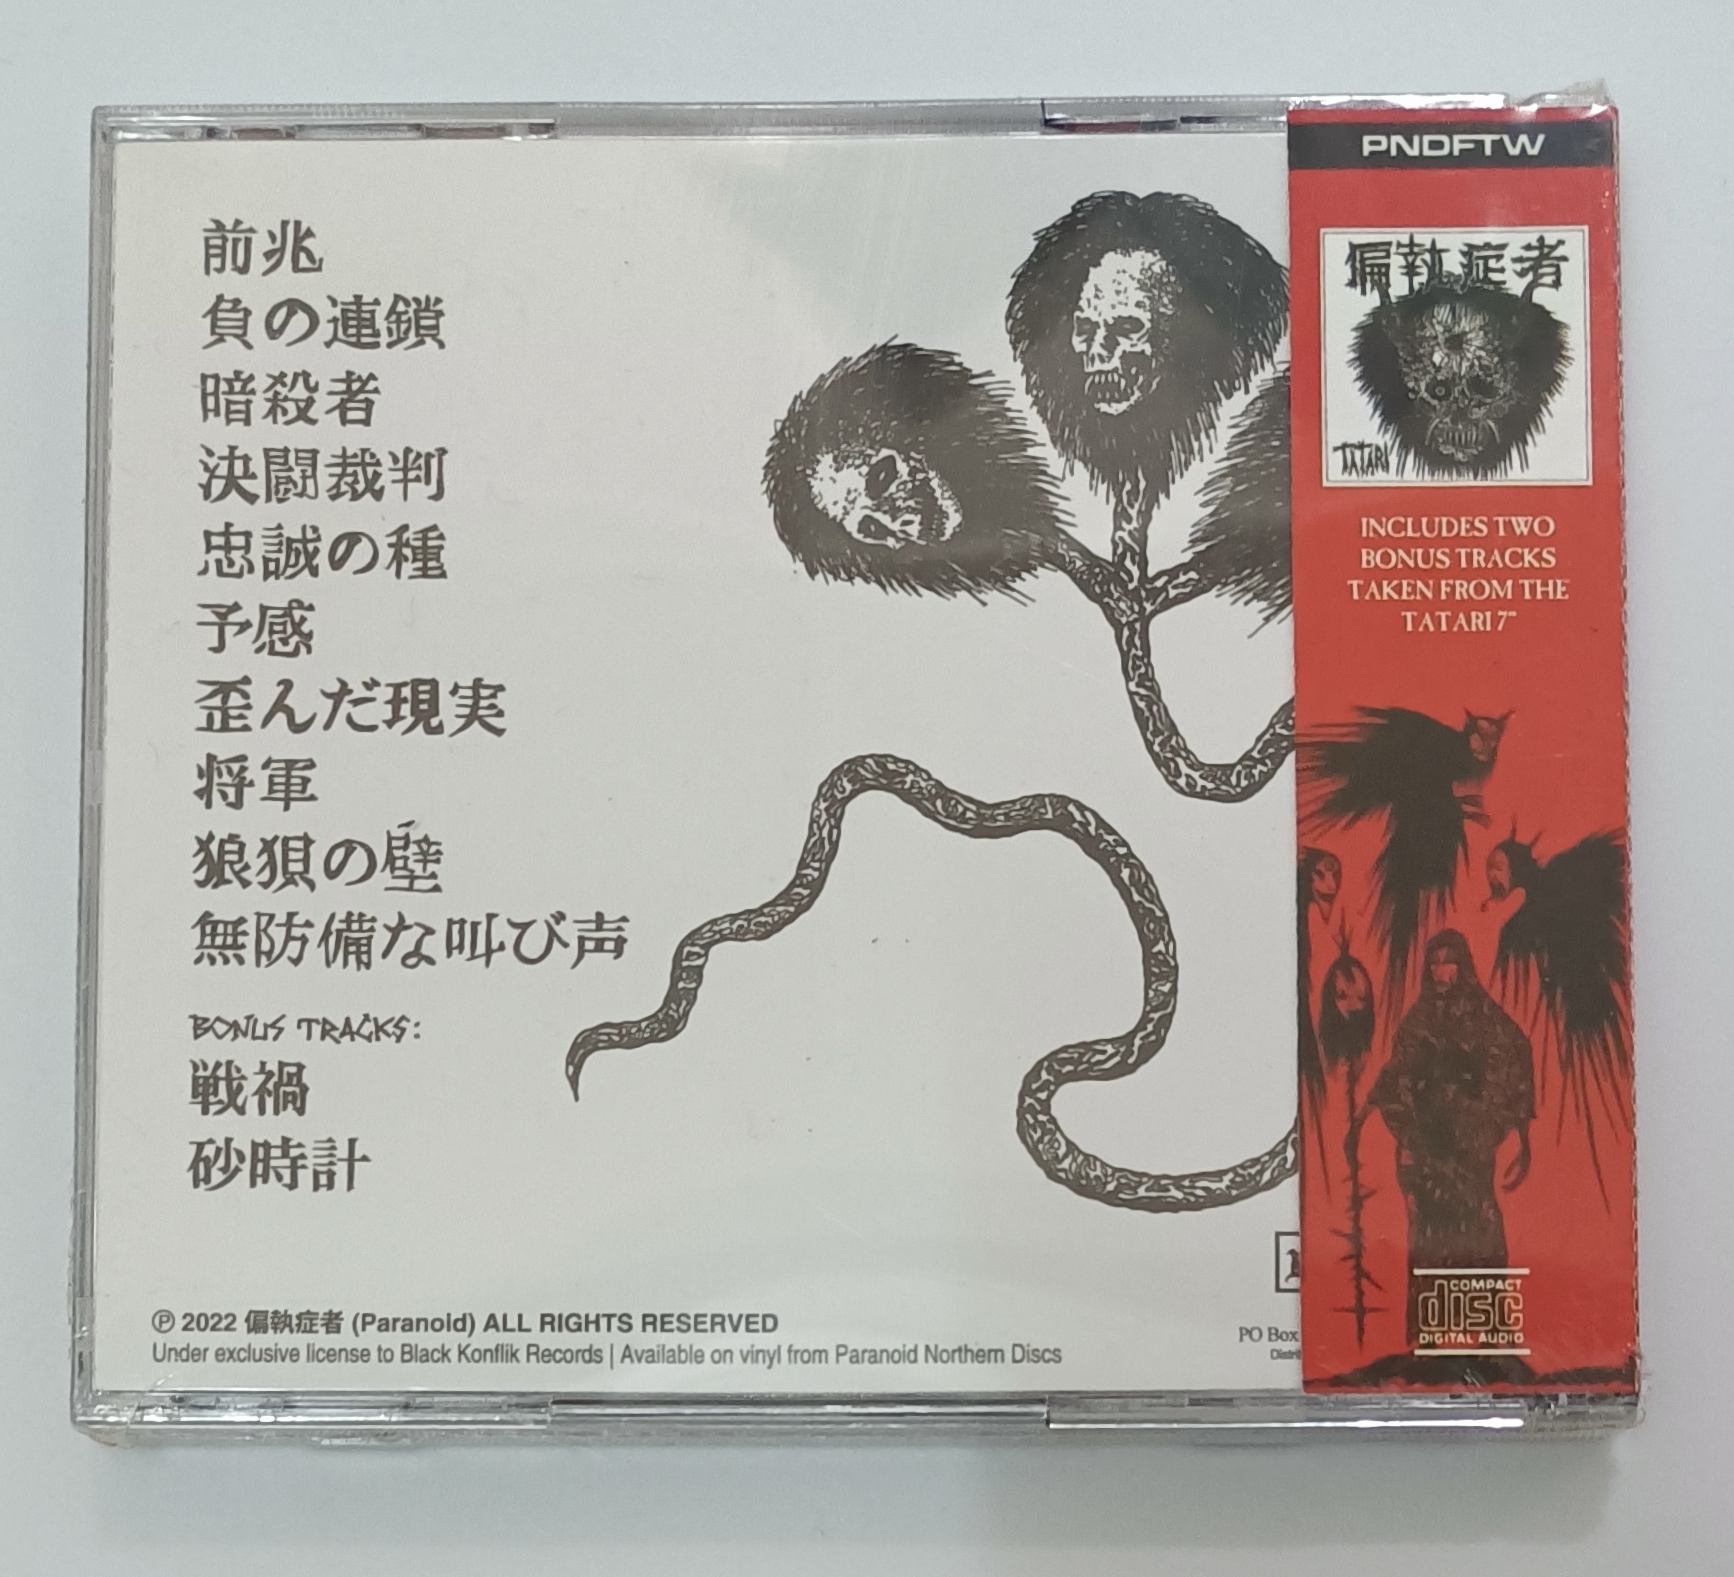 前兆
負の連鎖
暗殺者
決闘裁判
忠誠の種
予感
歪んだ現実
将軍
狼狽の壁
無防備な叫び声
BONUS TRACKS:
戦禍
砂時計
℗ 2022 偏執症者 (Paranoid) ALL RIGHTS RESERVED
Under exclusive license to Black Konflik Records | Available on vinyl from Paranoid Northern Discs
PO Box
PNDFTW
偏執症者
TATARI
INCLUDES TWO
BONUS TRACKS
TAKEN FROM THE
TATARI 7"
COMPACT
disc
DIGITAL AUDIO